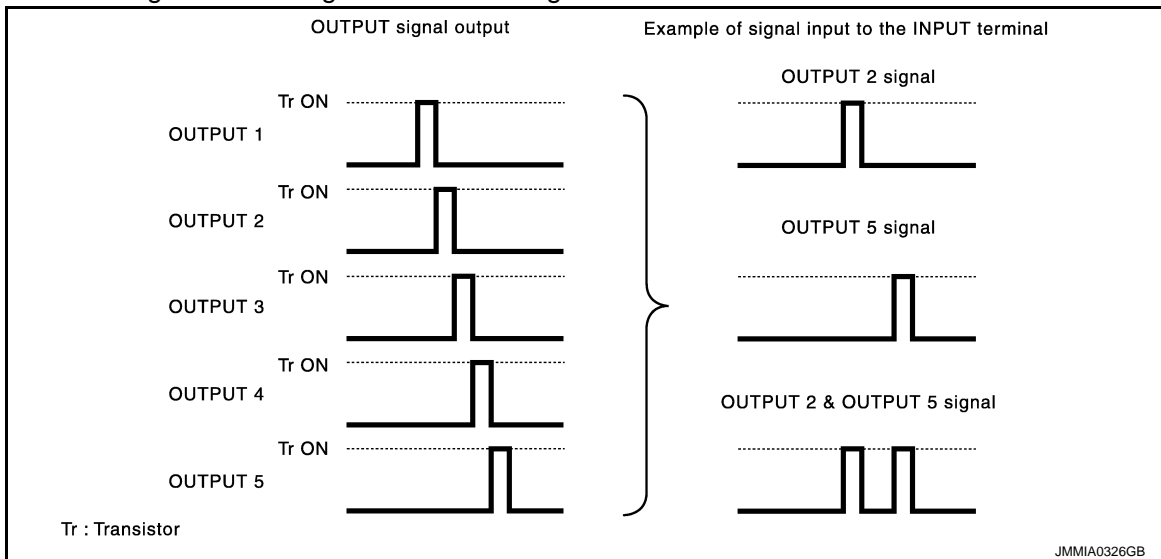 OUTPUT signal output
Example of signal input to the INPUT terminal
Tr ON
OUTPUT 1
Tr ON
OUTPUT 2
Tr ON
OUTPUT 3
Tr ON
OUTPUT 4
Tr ON
OUTPUT 5
OUTPUT 2 signal
OUTPUT 5 signal
OUTPUT 2 & OUTPUT 5 signal
Tr : Transistor
JMMIA0326GB